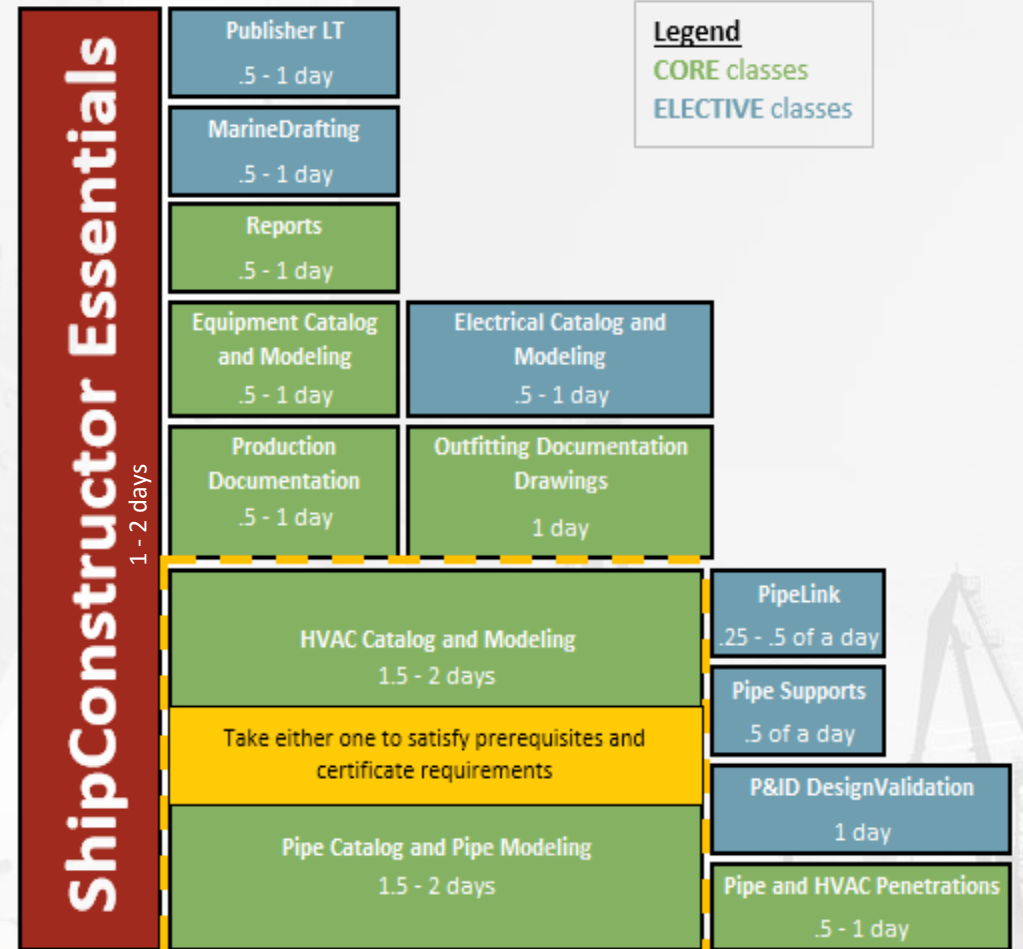 ShipConstructor Essentials
1 - 2 days
Publisher LT
.5 - 1 day
MarineDrafting
.5 - 1 day
Reports
.5 - 1 day
Equipment Catalog
and Modeling
.5 - 1 day
Electrical Catalog and
Modeling
.5 - 1 day
Production
Documentation
.5 - 1 day
Outfitting Documentation
Drawings
1 day
HVAC Catalog and Modeling
1.5 - 2 days
Take either one to satisfy prerequisites and
certificate requirements
Pipe Catalog and Pipe Modeling
1.5 - 2 days
PipeLink
.25 - .5 of a day
Pipe Supports
.5 of a day
P&ID DesignValidation
1 day
Pipe and HVAC Penetrations
.5 - 1 day
Legend
CORE classes
ELECTIVE classes